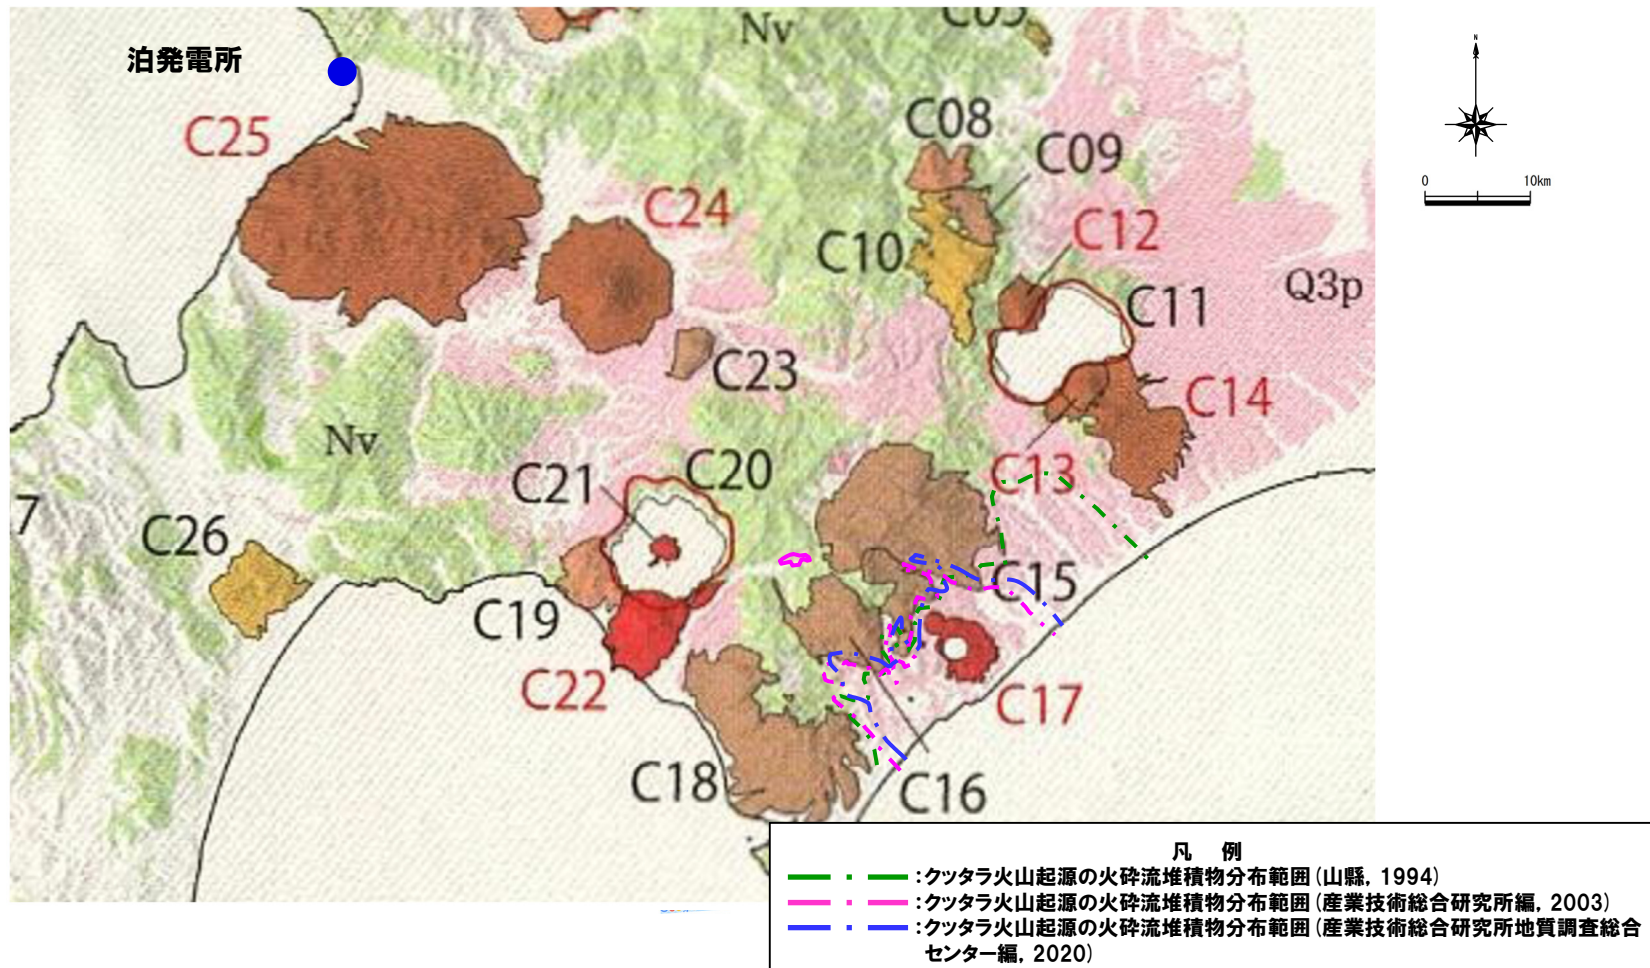 泊発電所
Nv
C05
C08
C09
C25
C24
C12
C10
C11
Q3p
C23
C14
Nv
C20
C21
C13
7
C26
C15
C19
C22
C17
C18
C16
N
0 10km
凡 例
:クッタラ火山起源の火砕流堆積物分布範囲(山縣, 1994)
:クッタラ火山起源の火砕流堆積物分布範囲(産業技術総合研究所編, 2003)
:クッタラ火山起源の火砕流堆積物分布範囲(産業技術総合研究所地質調査総合
センター編, 2020)